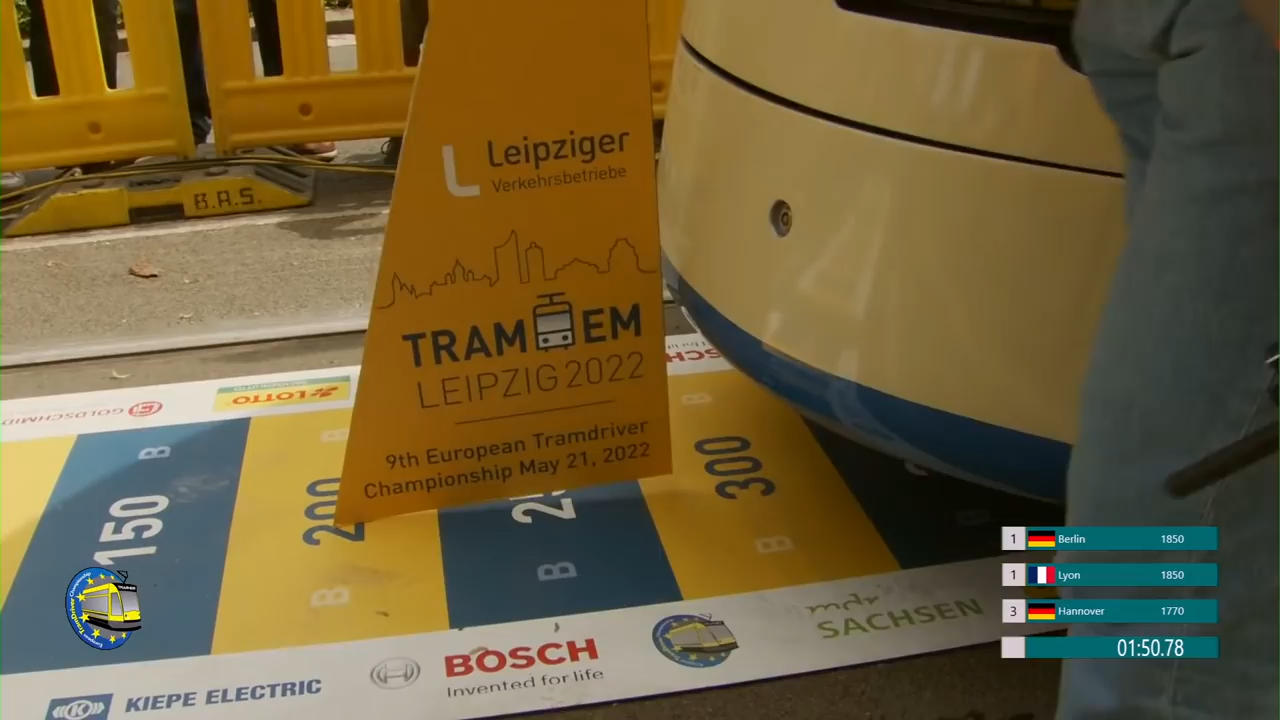 B.A.S.
Leipziger
Verkehrsbetriebe
TRAM EM
LEIPZIG 2022
9th European Tramdriver
Championship May 21, 2022
GOLDSCHMIDT
LOTTO
B
150
200
B
B
300
B
B
KIEPE ELECTRIC
BOSCH
Invented for life
mdr
SACHSEN
1 Berlin 1850
1 Lyon 1850
3 Hannover 1770
01:50.78